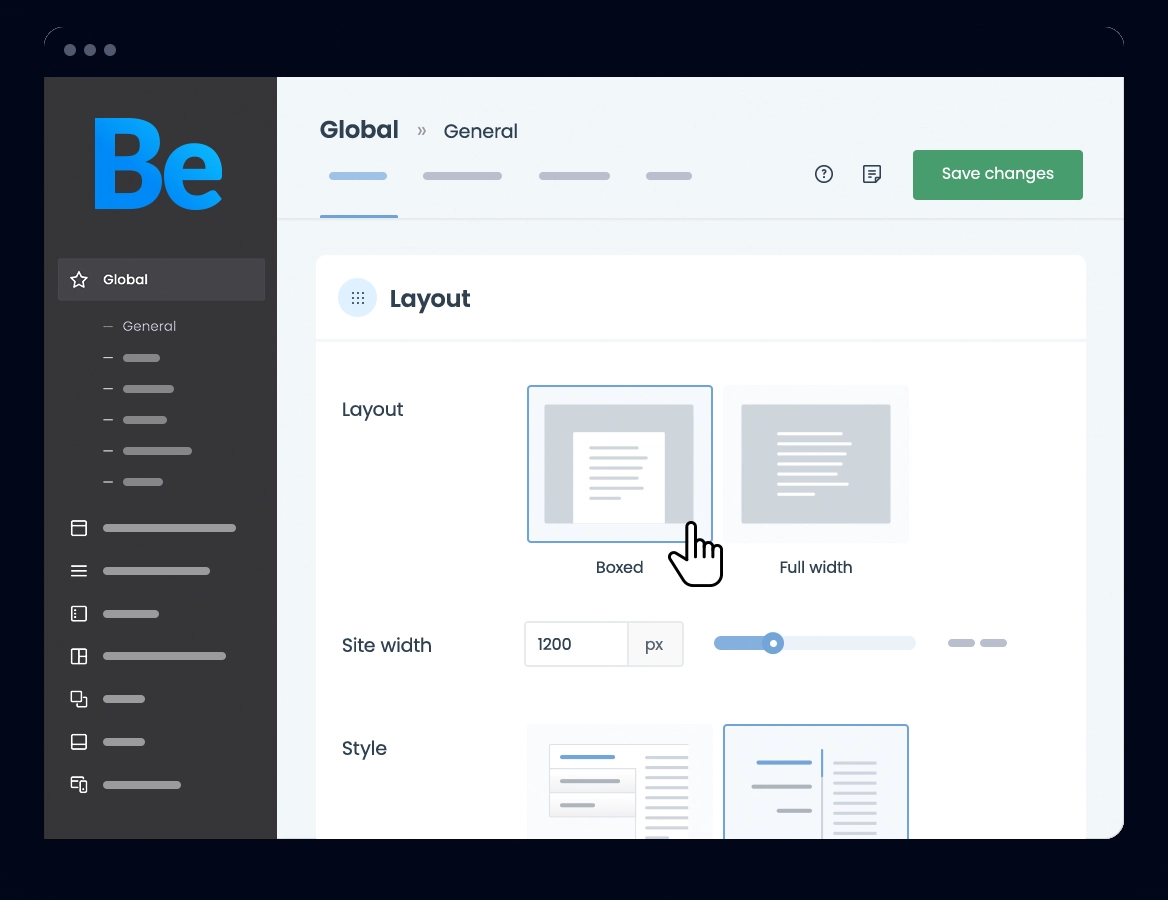 Be
Global » General
Save changes
Global
General
Layout
Layout
Boxed
Full width
Site width
1200 px
Style